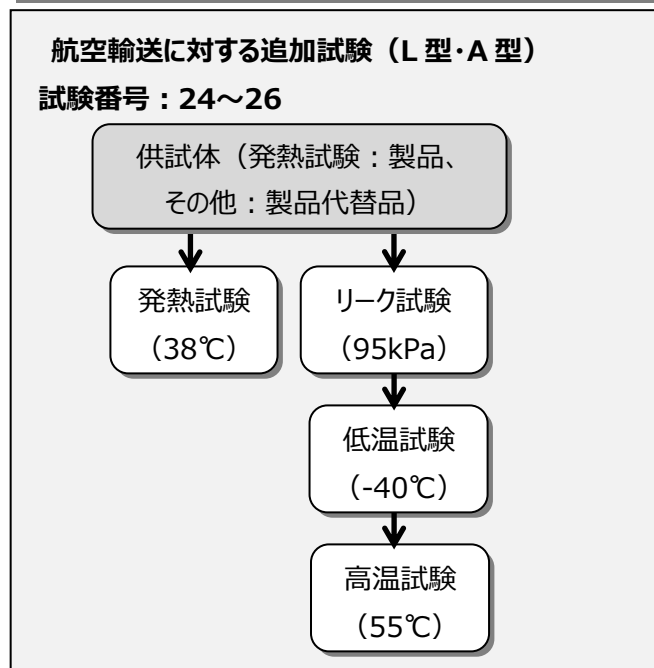 航空輸送に対する追加試験（L 型･A 型）
試験番号：24～26
供試体（発熱試験：製品、
その他：製品代替品）
発熱試験
（38℃）
リーク試験
（95kPa）
低温試験
（-40℃）
高温試験
（55℃）